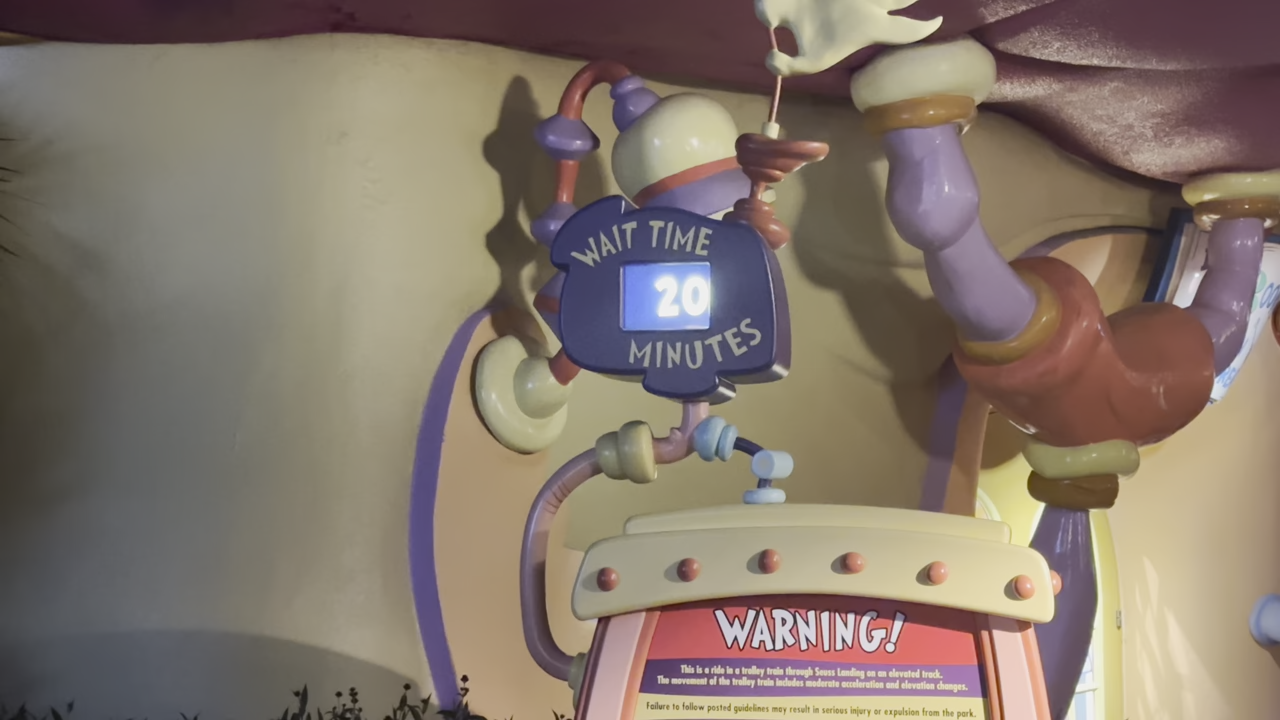 WAIT TIME
20
MINUTES
WARNING!
This is a ride in a trolley train through Seuss Landing on an elevated track.
The movement of the trolley train includes moderate acceleration and elevation changes.
Failure to follow posted guidelines may result in serious injury or expulsion from the park.